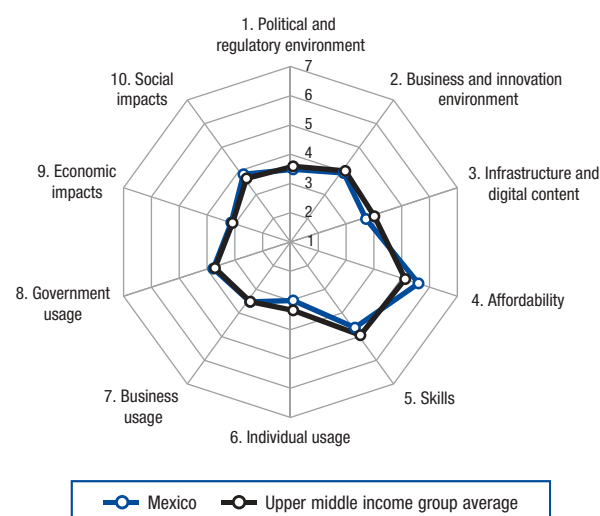 1. Political and
regulatory environment
7
10. Social
impacts
2. Business and innovation
environment
6
5
4
9. Economic
impacts
3. Infrastructure and
digital content
3
2
1
8. Government
usage
4. Affordability
7. Business
usage
5. Skills
6. Individual usage
Mexico
Upper middle income group average